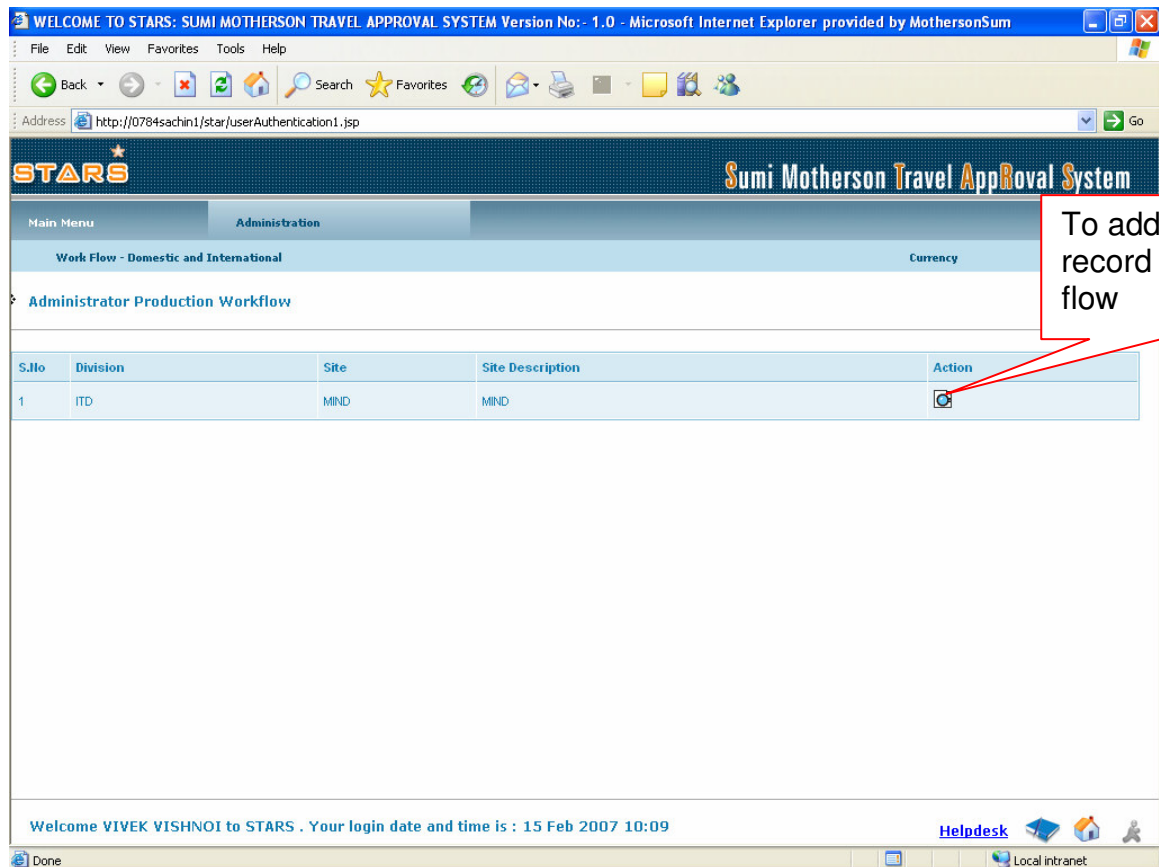 WELCOME TO STARS: SUMI MOTHERSON TRAVEL APPROVAL SYSTEM Version No:- 1.0 - Microsoft Internet Explorer provided by MothersonSum
File Edit View Favorites Tools Help
Back Search Favorites
Address http://0784sachin1/star/userAuthentication1.jsp Go
STARS Sumi Motherson Travel AppRoval System
Main Menu Administration
Work Flow - Domestic and International Currency
To add
record
flow
Administrator Production Workflow
S.No Division Site Site Description Action
1 ITD MIND MIND
Welcome VIVEK VISHNOI to STARS . Your login date and time is : 15 Feb 2007 10:09 Helpdesk
Done Local intranet